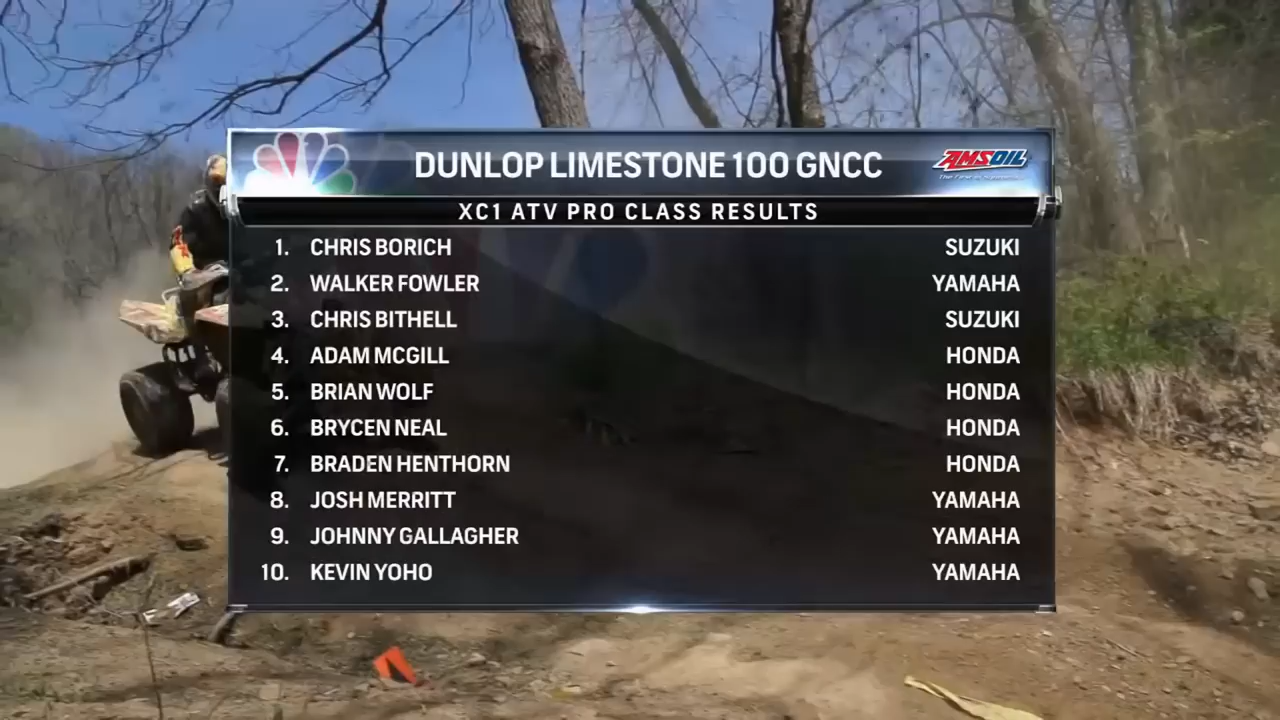 DUNLOP LIMESTONE 100 GNCC
AMSOIL
XC1 ATV PRO CLASS RESULTS
1. CHRIS BORICH SUZUKI
2. WALKER FOWLER YAMAHA
3. CHRIS BITHELL SUZUKI
4. ADAM MCGILL HONDA
5. BRIAN WOLF HONDA
6. BRYCEN NEAL HONDA
7. BRADEN HENTHORN HONDA
8. JOSH MERRITT YAMAHA
9. JOHNNY GALLAGHER YAMAHA
10. KEVIN YOHO YAMAHA